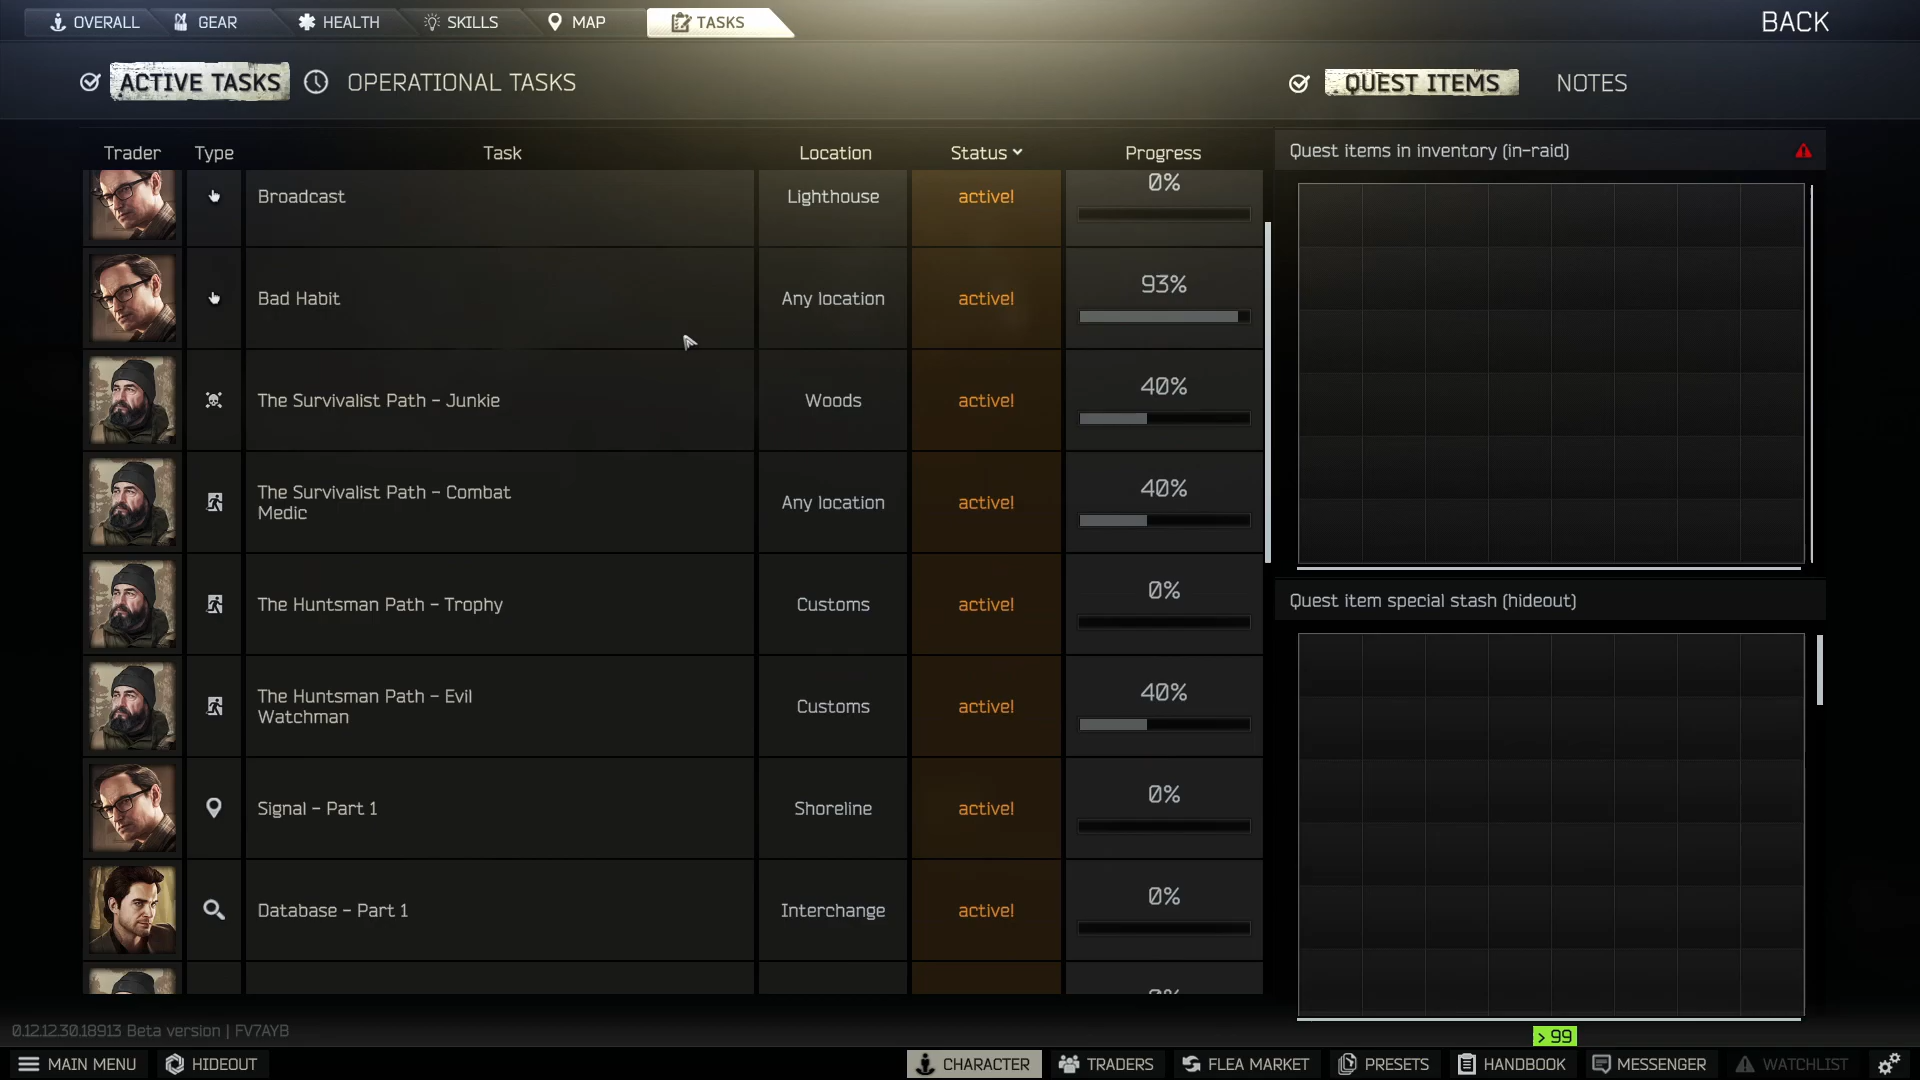 OVERALL GEAR HEALTH SKILLS MAP TASKS BACK
ACTIVE TASKS OPERATIONAL TASKS QUEST ITEMS NOTES
Trader Type Task Location Status Progress
Quest items in inventory (in-raid)
Broadcast Lighthouse active! 0%
Bad Habit Any location active! 93%
The Survivalist Path – Junkie Woods active! 40%
The Survivalist Path – Combat
Medic Any location active! 40%
The Huntsman Path – Trophy Customs active! 0%
Quest item special stash (hideout)
The Huntsman Path – Evil
Watchman Customs active! 40%
Signal – Part 1 Shoreline active! 0%
Database – Part 1 Interchange active! 0%
0%
0.12.12.30.18913 Beta version | FV7AYB
> 99
MAIN MENU HIDEOUT CHARACTER TRADERS FLEA MARKET PRESETS HANDBOOK MESSENGER WATCHLIST